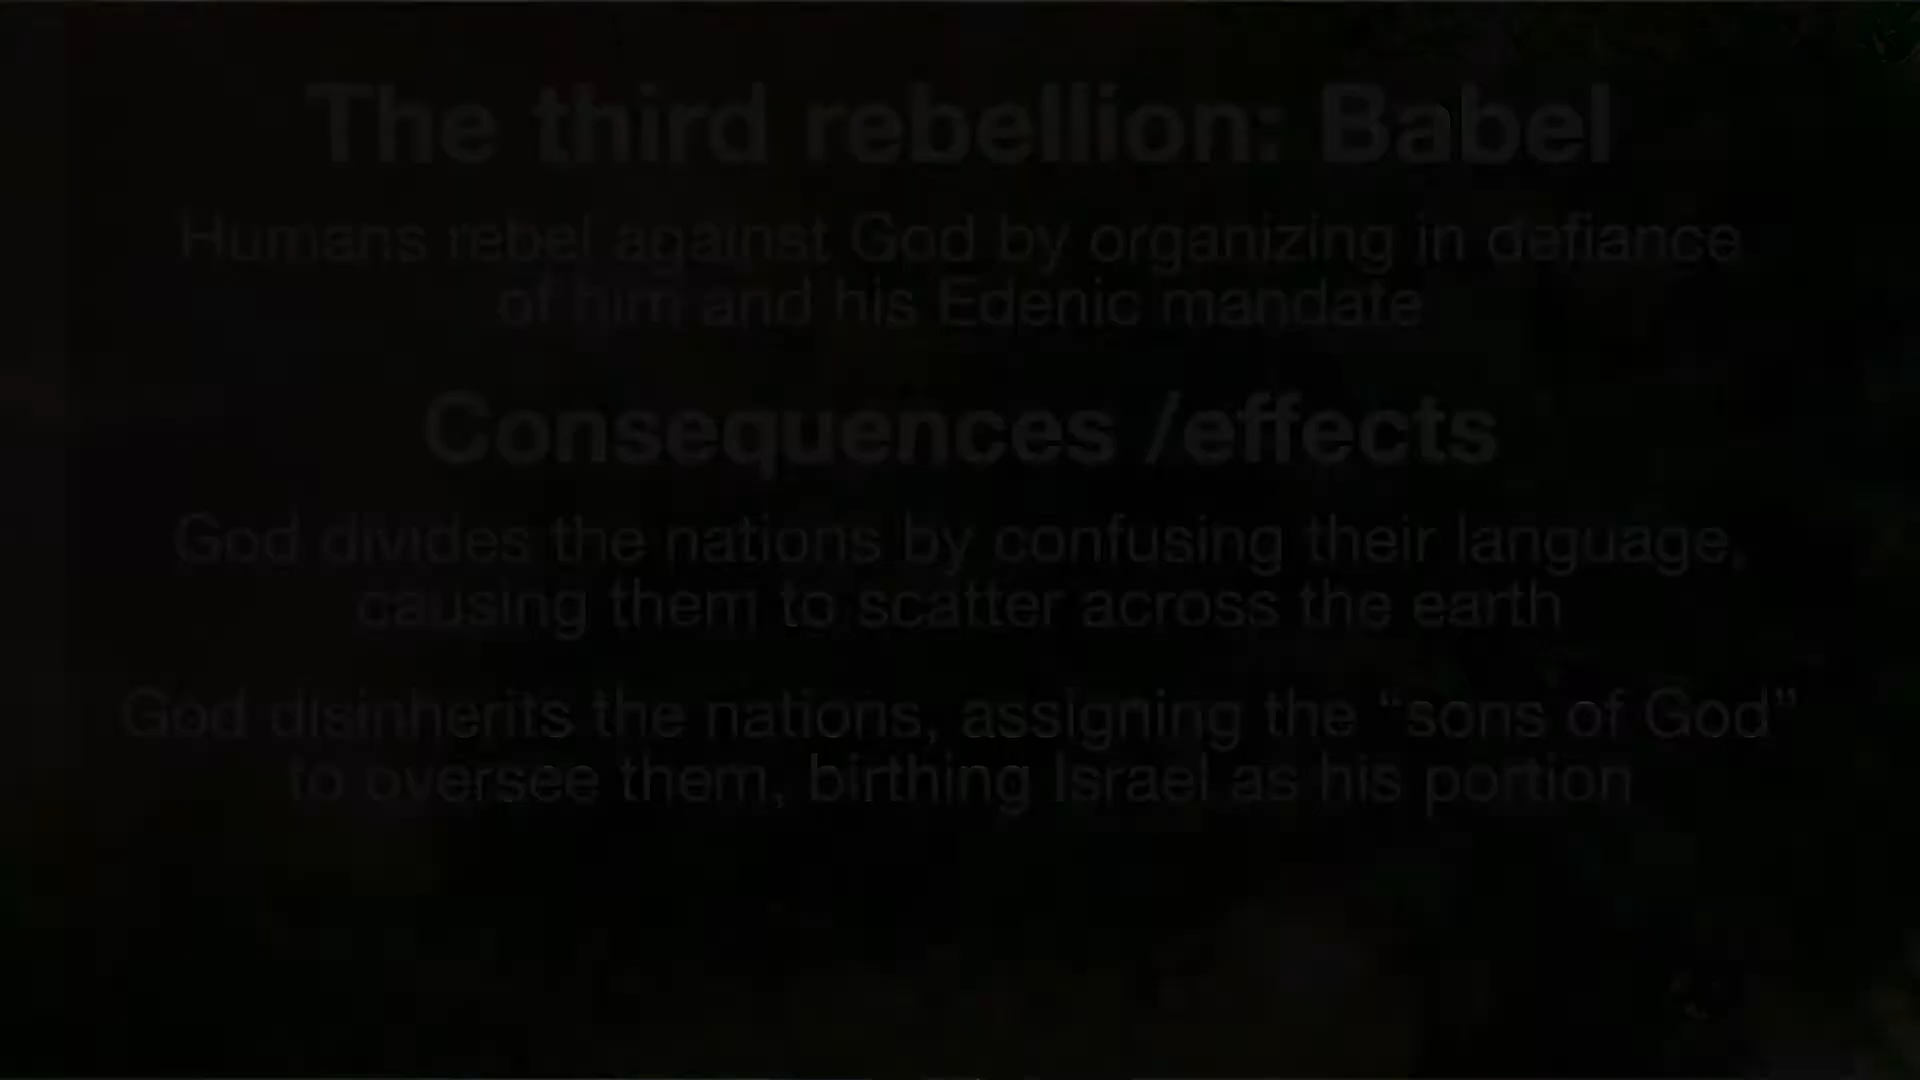 The third rebellion: Babel
Humans rebel against God by organizing in defiance
of him and his Edenic mandate
Consequences /effects
God divides the nations by confusing their language,
causing them to scatter across the earth
God disinherits the nations, assigning the “sons of God”
to oversee them, birthing Israel as his portion